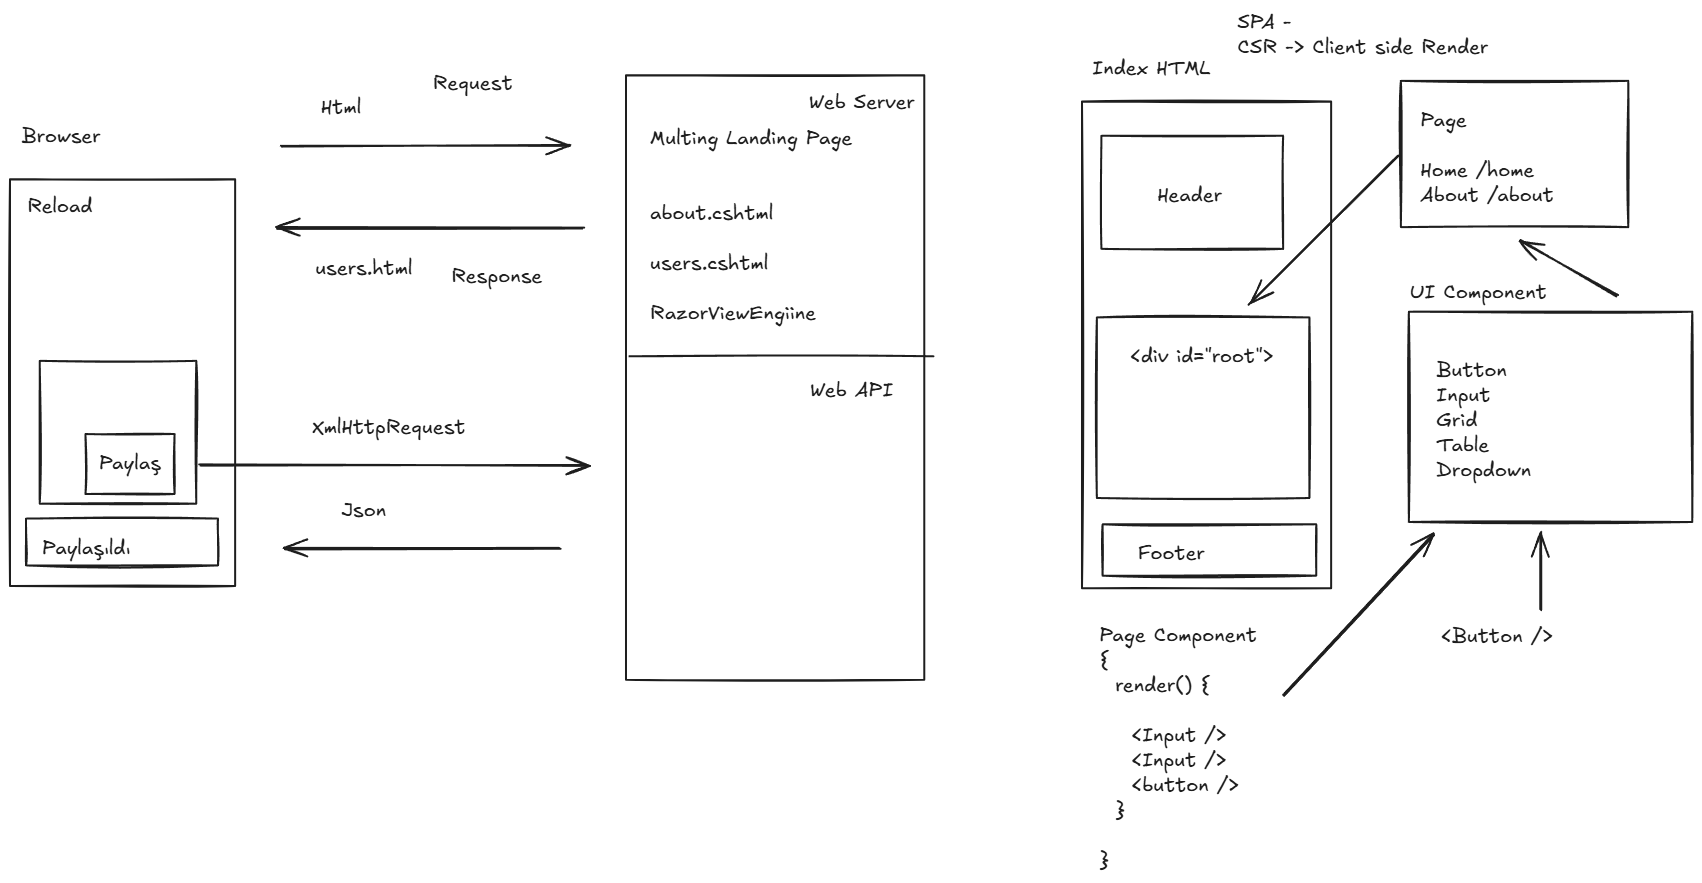 Browser
Reload
Paylaş
Paylaşıldı
Request
Html
users.html
Response
XmlHttpRequest
Json
Web Server
Multing Landing Page
about.cshtml
users.cshtml
RazorViewEngiine
Web API
SPA -
CSR -> Client side Render
Index HTML
Header
<div id="root">
Footer
Page
Home /home
About /about
UI Component
Button
Input
Grid
Table
Dropdown
<Button />
Page Component
{
render() {
<Input />
<Input />
<button />
}
}